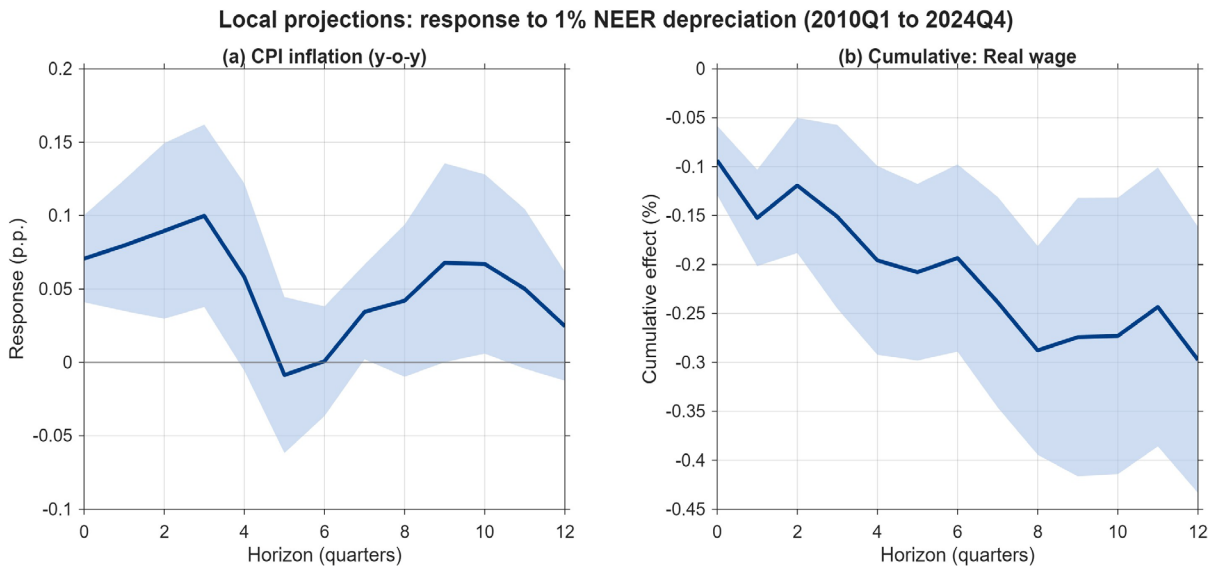 Local projections: response to 1% NEER depreciation (2010Q1 to 2024Q4)
(a) CPI inflation (y-o-y)
0.2
0.15
0.1
0.05
0
-0.05
-0.1
Response (p.p.)
0 2 4 6 8 10 12
Horizon (quarters)
(b) Cumulative: Real wage
0
-0.05
-0.1
-0.15
-0.2
-0.25
-0.3
-0.35
-0.4
-0.45
Cumulative effect (%)
0 2 4 6 8 10 12
Horizon (quarters)